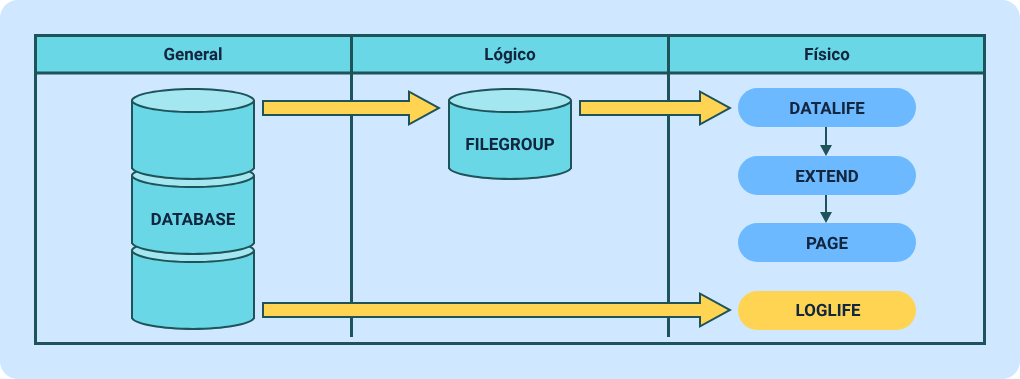 General
Lógico
Físico
DATABASE
FILEGROUP
DATALIFE
EXTEND
PAGE
LOGLIFE